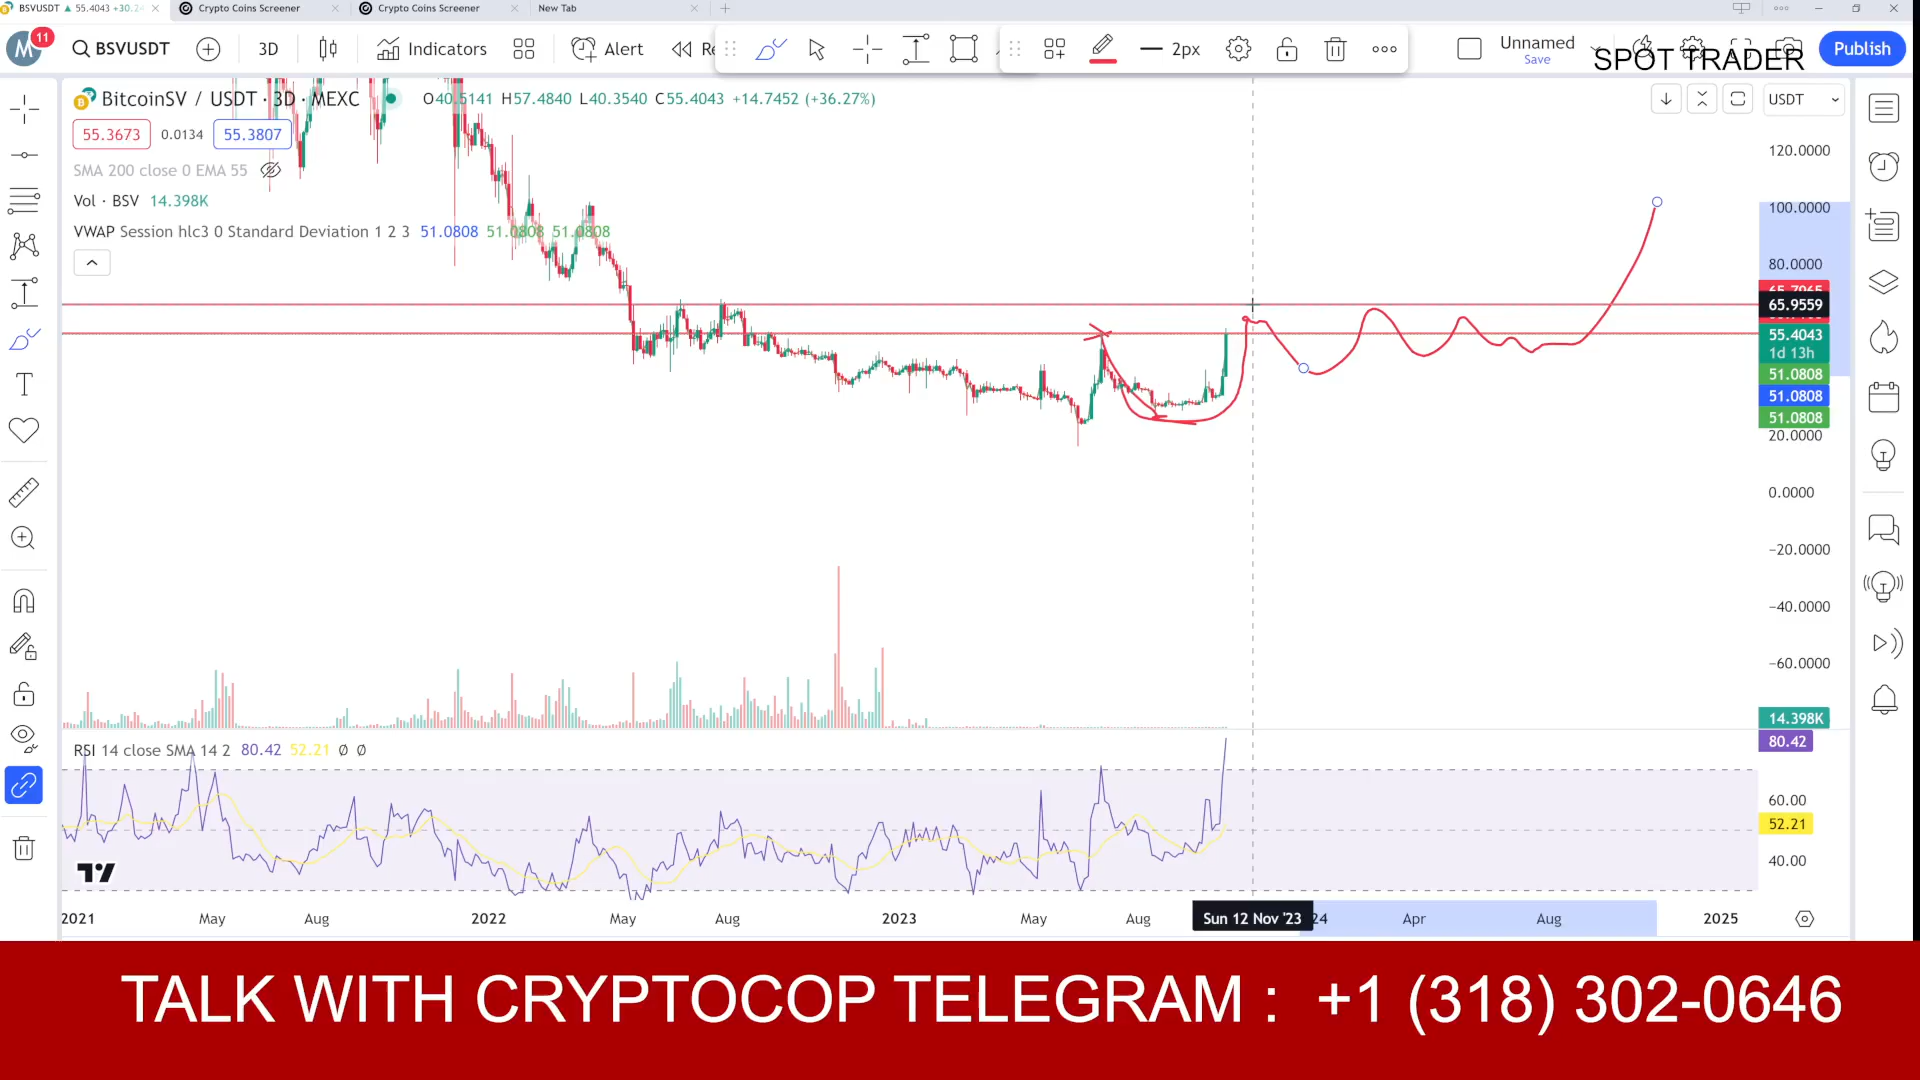 BSVUSDT ▲ 55.4043 +30.2
Crypto Coins Screener
Crypto Coins Screener
New Tab
M
11
BSVUSDT
3D
Indicators
Alert
Re
2px
Unnamed
Save
SPOT TRADER
Publish
BitcoinSV / USDT · 3D · MEXC
O40.5141 H57.4840 L40.3540 C55.4043 +14.7452 (+36.27%)
USDT
55.3673
0.0134
55.3807
SMA 200 close 0 EMA 55
Vol · BSV 14.398K
VWAP Session hlc3 0 Standard Deviation 1 2 3 51.0808 51.0808 51.0808
120.0000
100.0000
80.0000
65.9559
55.4043
1d 13h
51.0808
51.0808
51.0808
20.0000
0.0000
−20.0000
−40.0000
−60.0000
14.398K
RSI 14 close SMA 14 2 80.42 52.21 Ø Ø
80.42
60.00
52.21
40.00
2021
May
Aug
2022
May
Aug
2023
May
Aug
Sun 12 Nov '23
24
Apr
Aug
2025
TALK WITH CRYPTOCOP TELEGRAM : +1 (318) 302-0646